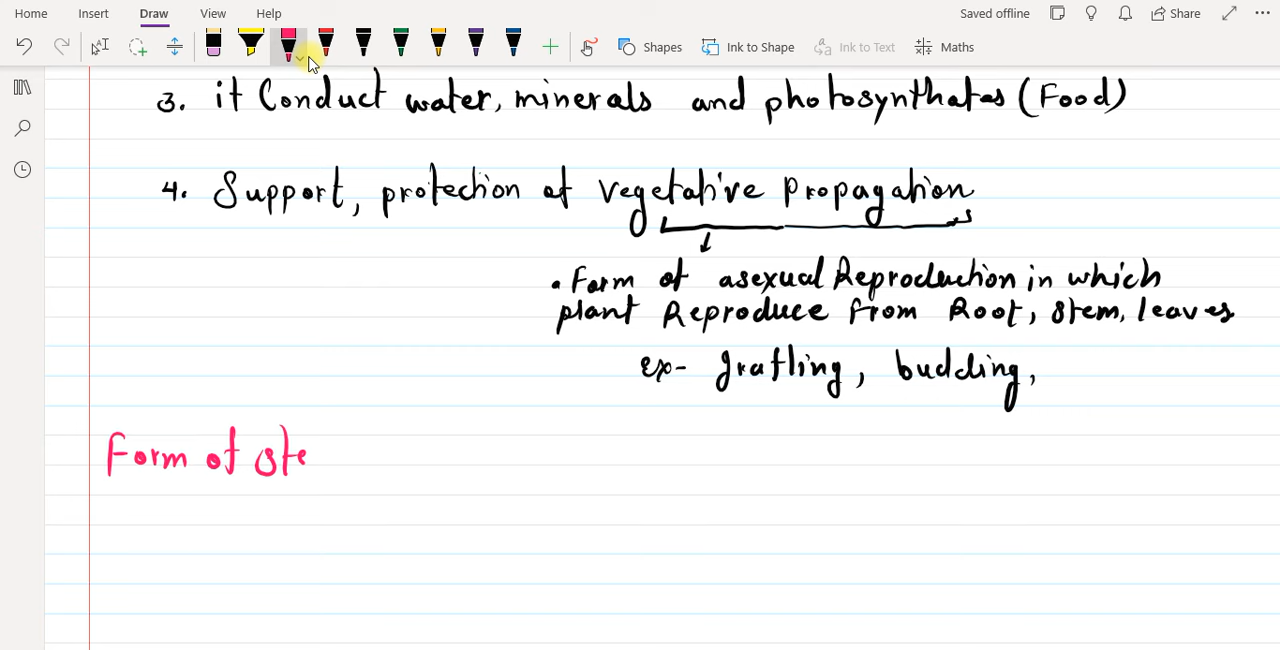 Home Insert Draw View Help Saved offline Share
Shapes Ink to Shape Ink to Text Maths
3. it Conduct water, minerals and photosynthates (Food)
4. Support, protection of vegetative propagation
• Form of asexual Reproduction in which
plant Reproduce from Root, stem, leaves
ex- grafting, budding,
Form of ste